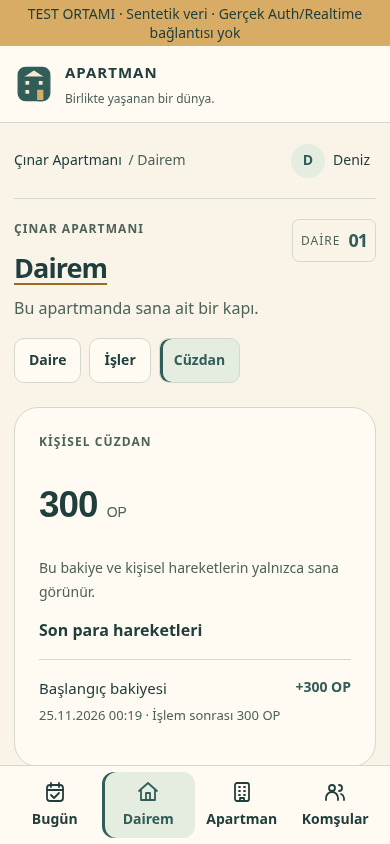 TEST ORTAMI · Sentetik veri · Gerçek Auth/Realtime
bağlantısı yok
APARTMAN
Birlikte yaşanan bir dünya.
Çınar Apartmanı / Dairem
D Deniz
ÇINAR APARTMANI
DAİRE 01
Dairem
Bu apartmanda sana ait bir kapı.
Daire İşler Cüzdan
KİŞİSEL CÜZDAN
300 OP
Bu bakiye ve kişisel hareketlerin yalnızca sana
görünür.
Son para hareketleri
Başlangıç bakiyesi +300 OP
25.11.2026 00:19 · İşlem sonrası 300 OP
Bugün Dairem Apartman Komşular